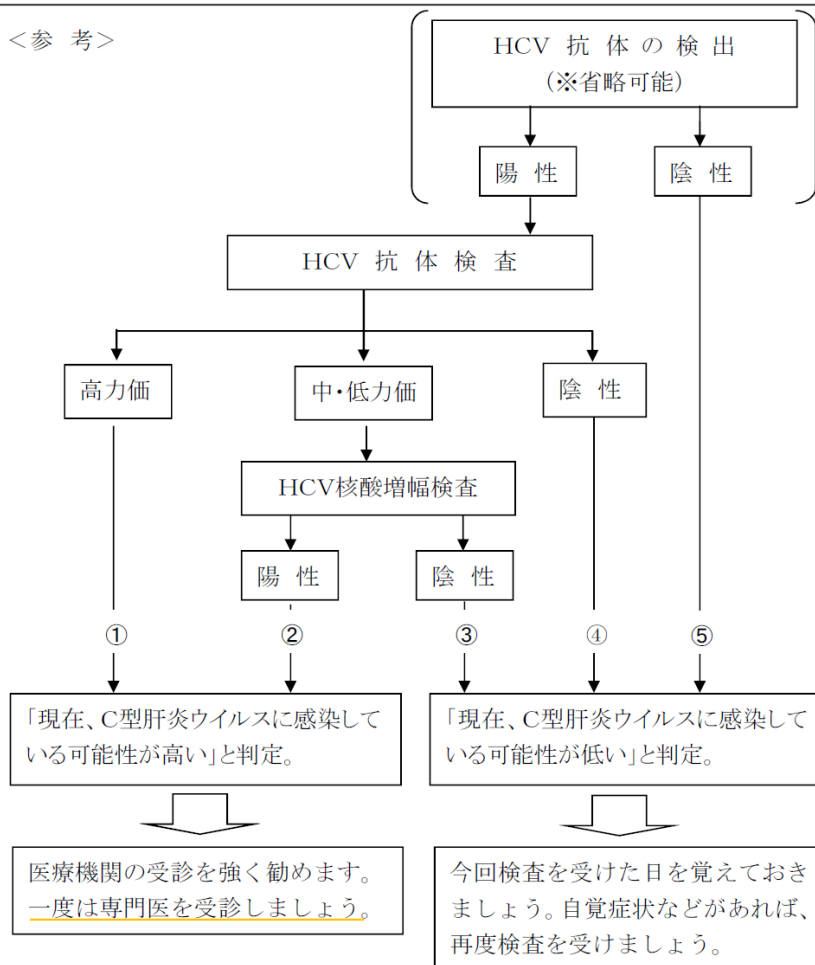 ＜参 考＞
HCV 抗 体 の 検 出
(※省略可能)
陽 性
陰 性
HCV 抗 体 検 査
高力価
中・低力価
陰 性
HCV核酸増幅検査
陽 性
陰 性
①
②
③
④
⑤
「現在、C型肝炎ウイルスに感染して
いる可能性が高い」と判定。
「現在、C型肝炎ウイルスに感染して
いる可能性が低い」と判定。
医療機関の受診を強く勧めます。
一度は専門医を受診しましょう。
今回検査を受けた日を覚えておき
ましょう。自覚症状などがあれば、
再度検査を受けましょう。